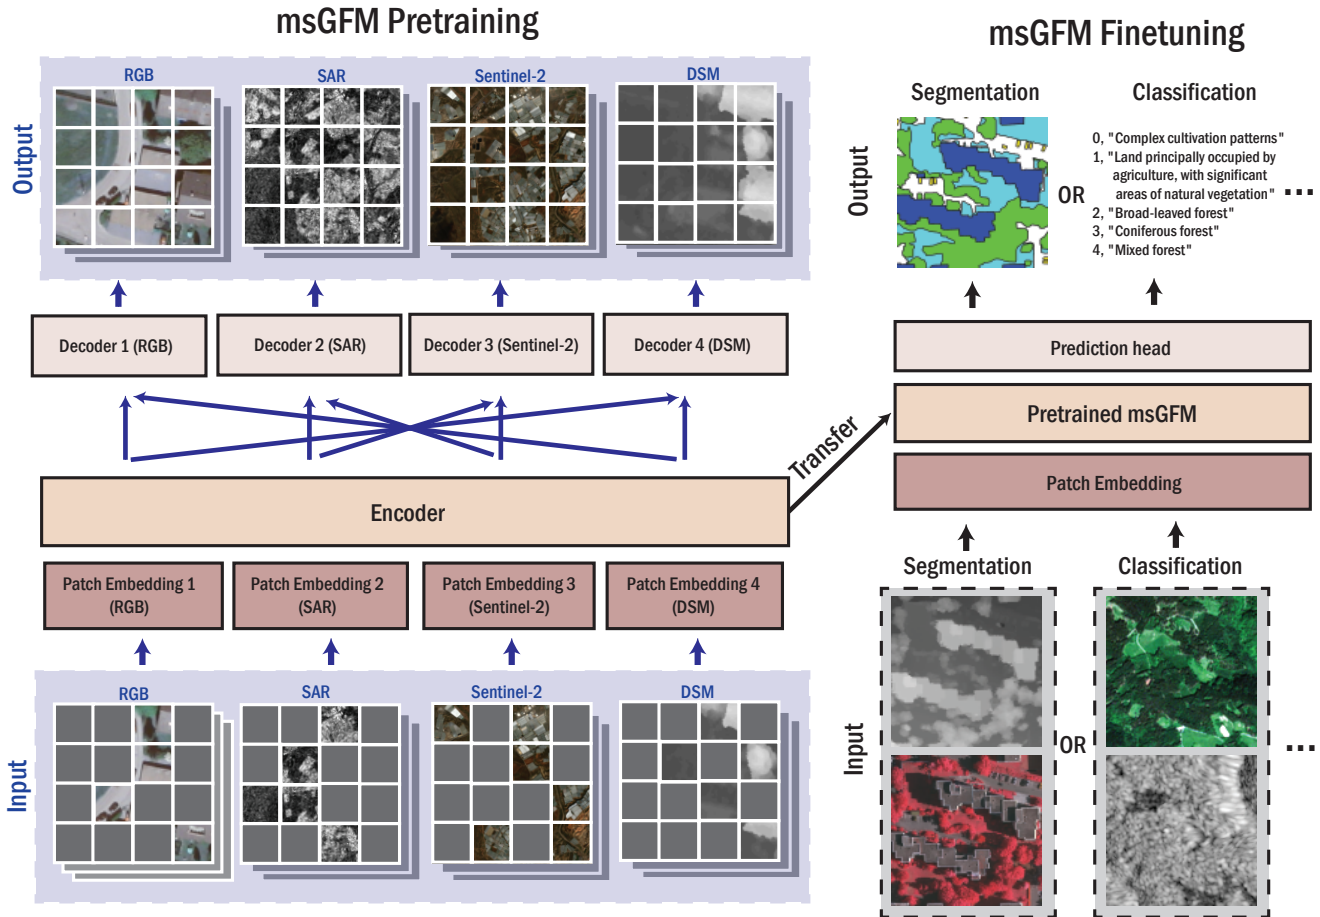 msGFM Pretraining
RGB
SAR
Sentinel-2
DSM
Output
Decoder 1 (RGB)
Decoder 2 (SAR)
Decoder 3 (Sentinel-2)
Decoder 4 (DSM)
Encoder
Transfer
Patch Embedding 1
(RGB)
Patch Embedding 2
(SAR)
Patch Embedding 3
(Sentinel-2)
Patch Embedding 4
(DSM)
RGB
SAR
Sentinel-2
DSM
Input
msGFM Finetuning
Segmentation
Classification
Output
OR
0, "Complex cultivation patterns"
1, "Land principally occupied by
agriculture, with significant
areas of natural vegetation"
2, "Broad-leaved forest"
3, "Coniferous forest"
4, "Mixed forest"
...
Prediction head
Pretrained msGFM
Patch Embedding
Segmentation
Classification
Input
OR
...